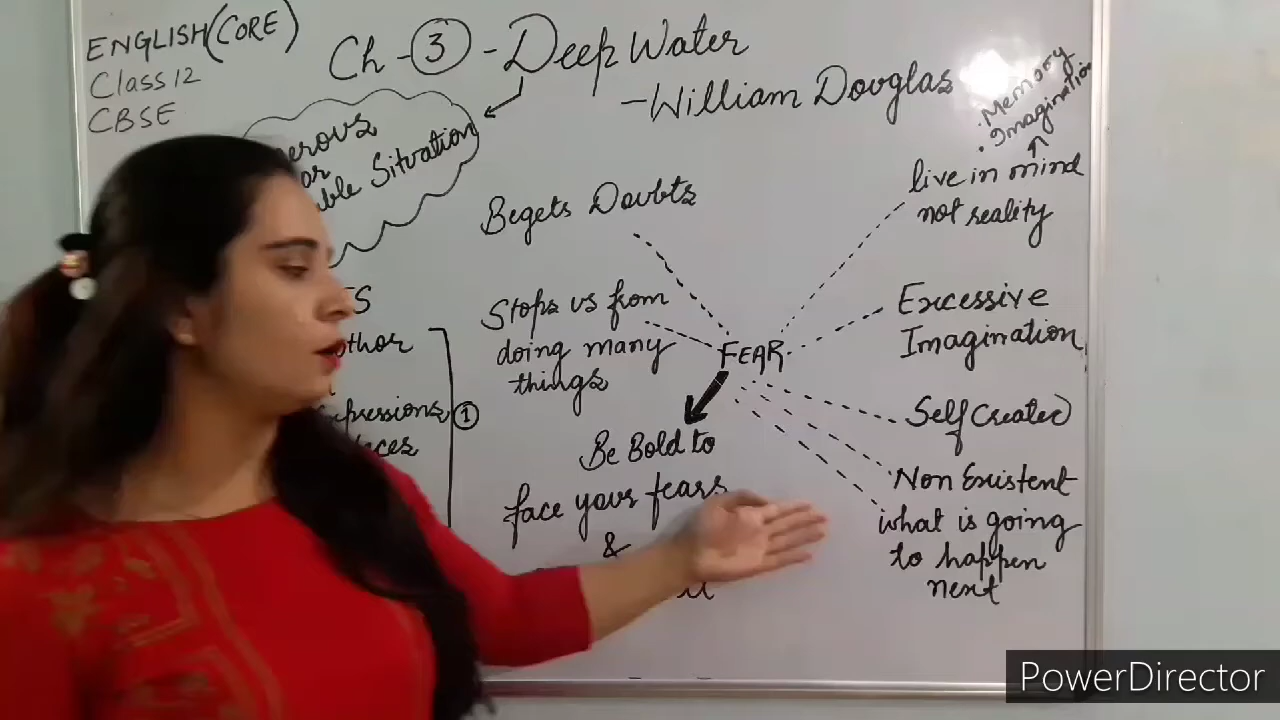 ENGLISH (CORE)
Class 12
CBSE
Ch - 3 - Deep Water
- William Douglas
. Memory
. Imagination
Situation
Begets Doubts
live in mind
not reality
Stops us from
doing many
things
FEAR
Excessive
Imagination
Self Created
Non Existent
what is going
to happen
next
Be Bold to
face your fears
&
1
PowerDirector